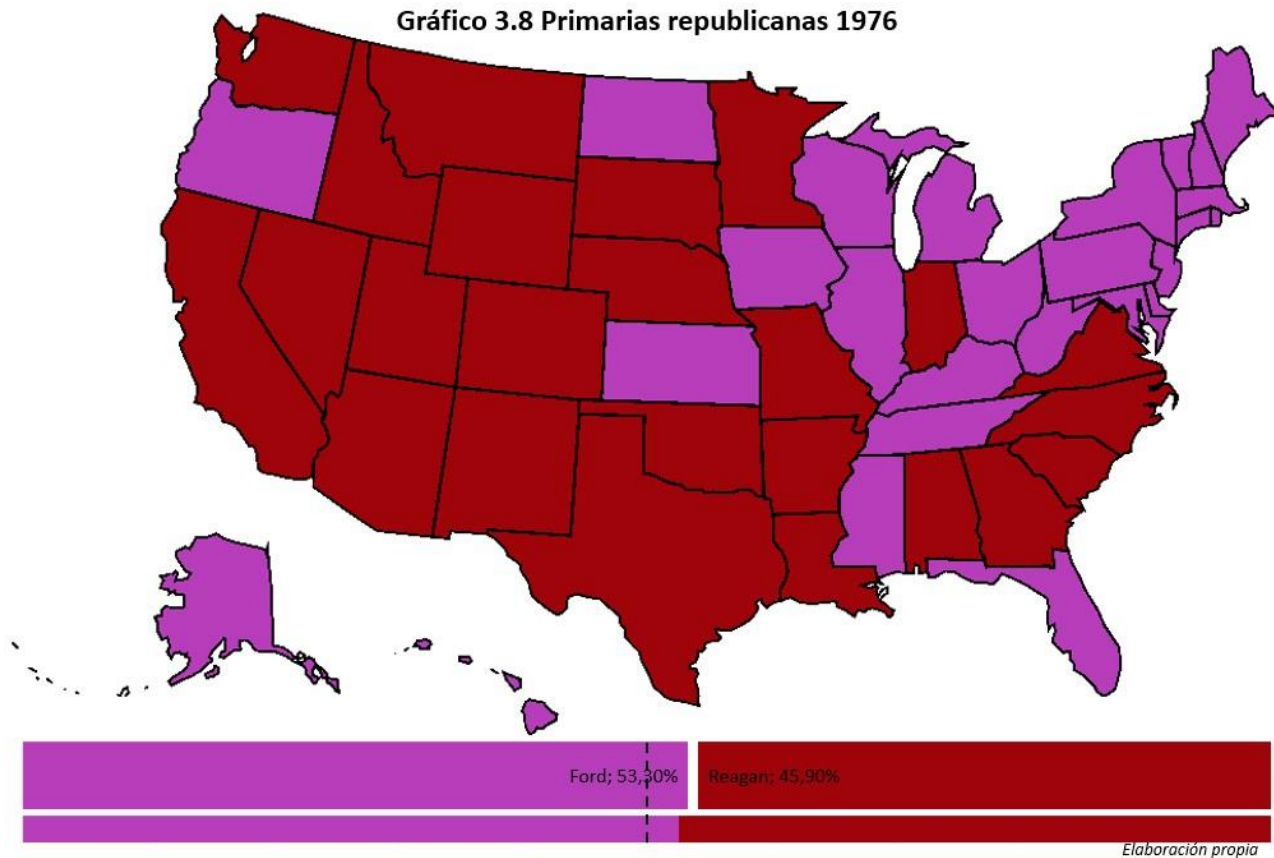 Gráfico 3.8 Primarias republicanas 1976
Ford; 53,30%
Reagan; 45,90%
Elaboración propia